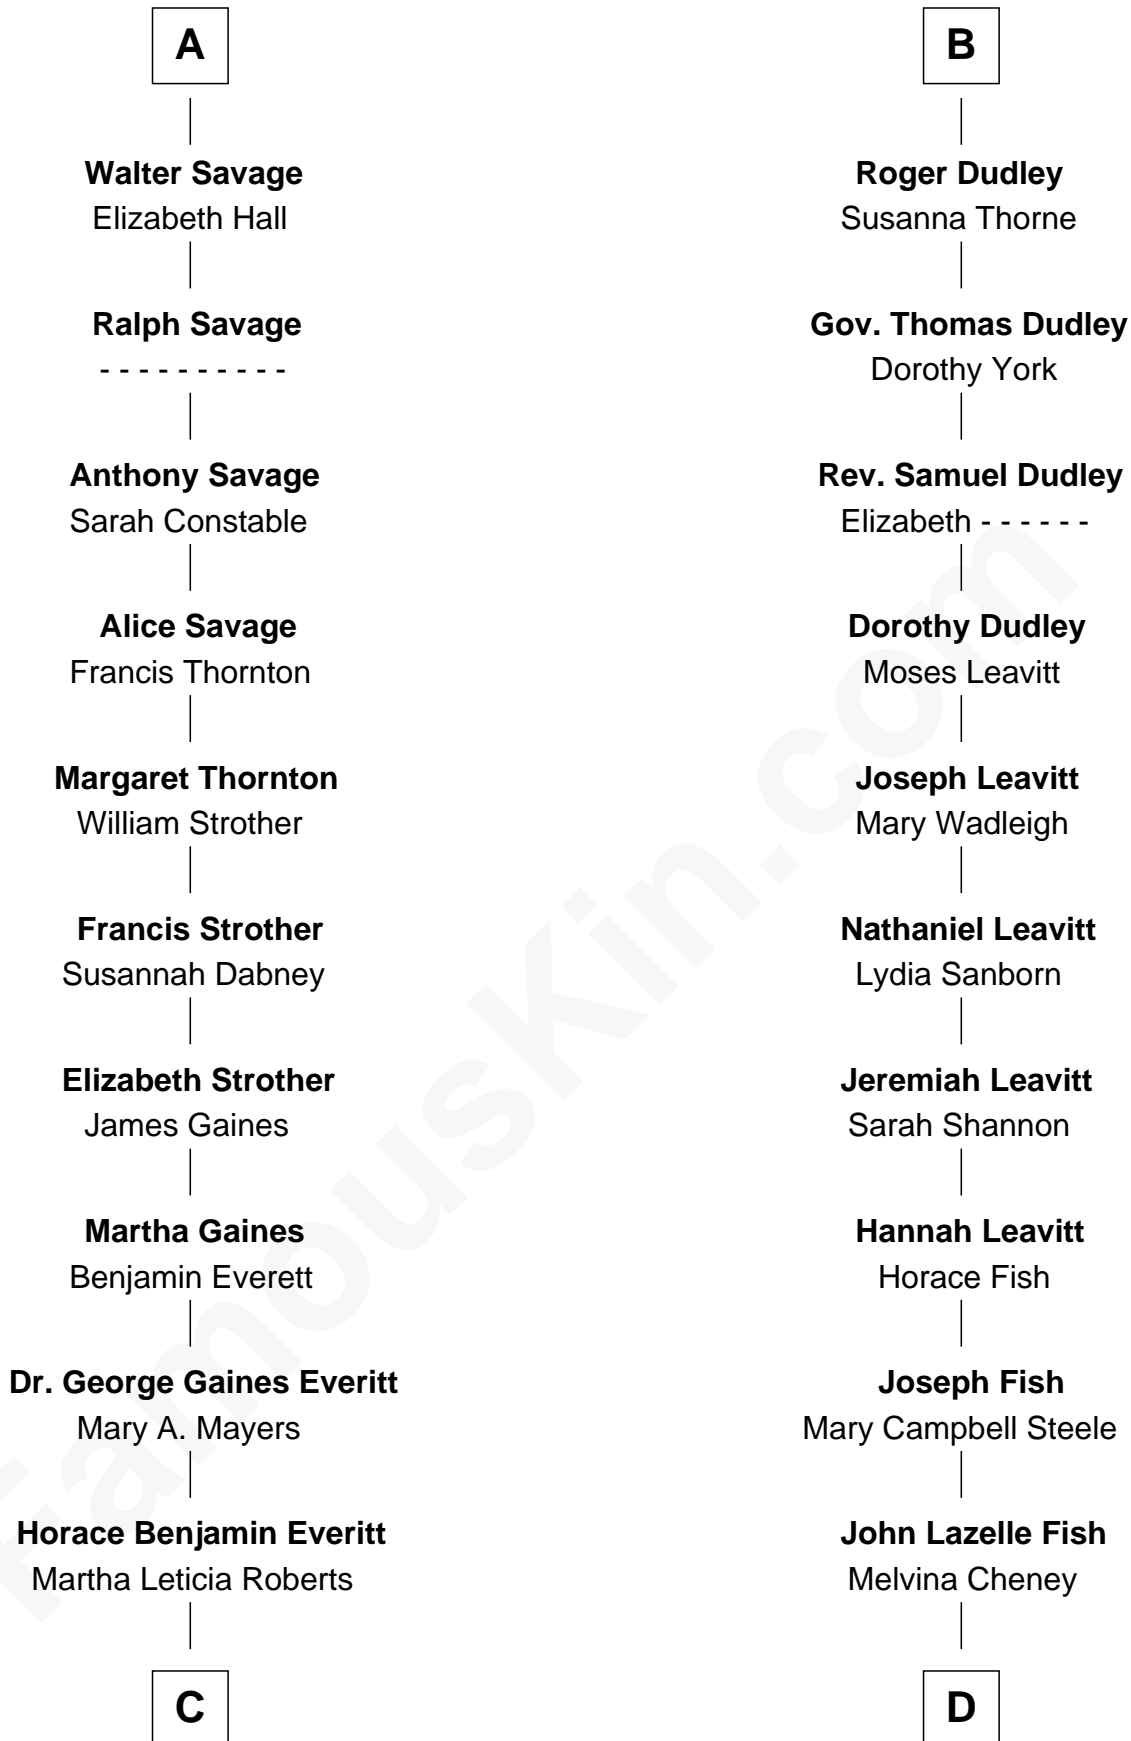 A
Walter Savage
Elizabeth Hall
Ralph Savage
- - - - - - - - - -
Anthony Savage
Sarah Constable
Alice Savage
Francis Thornton
Margaret Thornton
William Strother
Francis Strother
Susannah Dabney
Elizabeth Strother
James Gaines
Martha Gaines
Benjamin Everett
Dr. George Gaines Everitt
Mary A. Mayers
Horace Benjamin Everitt
Martha Leticia Roberts
C
B
Roger Dudley
Susanna Thorne
Gov. Thomas Dudley
Dorothy York
Rev. Samuel Dudley
Elizabeth - - - - - -
Dorothy Dudley
Moses Leavitt
Joseph Leavitt
Mary Wadleigh
Nathaniel Leavitt
Lydia Sanborn
Jeremiah Leavitt
Sarah Shannon
Hannah Leavitt
Horace Fish
Joseph Fish
Mary Campbell Steele
John Lazelle Fish
Melvina Cheney
D
FamousKin.com